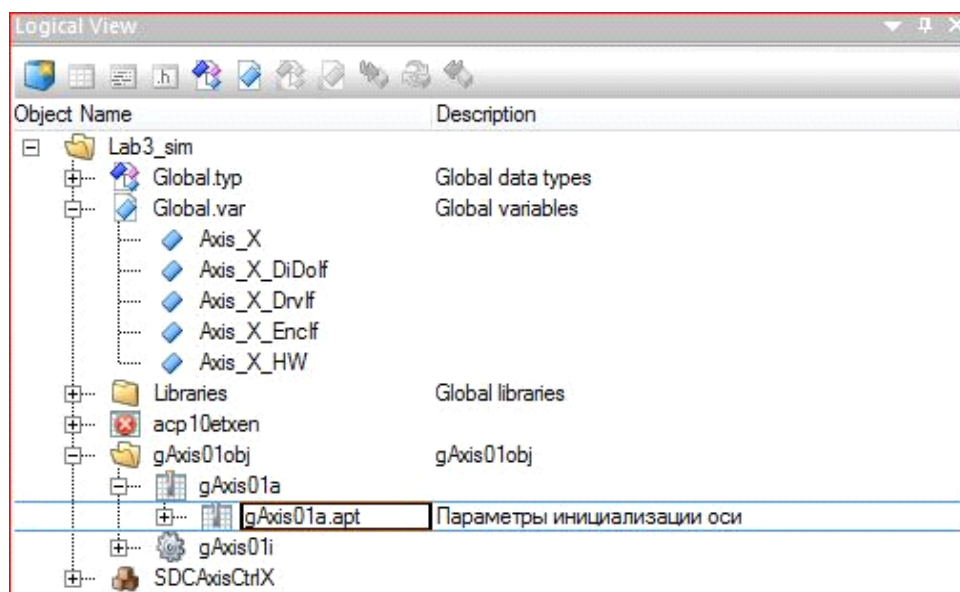 Logical View
.h
Object Name Description
Lab3_sim
Global.typ Global data types
Global.var Global variables
Axis_X
Axis_X_DiDoIf
Axis_X_DrvIf
Axis_X_EncIf
Axis_X_HW
Libraries Global libraries
acp10etxen
gAxis01obj gAxis01obj
gAxis01a
gAxis01a.apt Параметры инициализации оси
gAxis01i
SDCAxisCtrlX